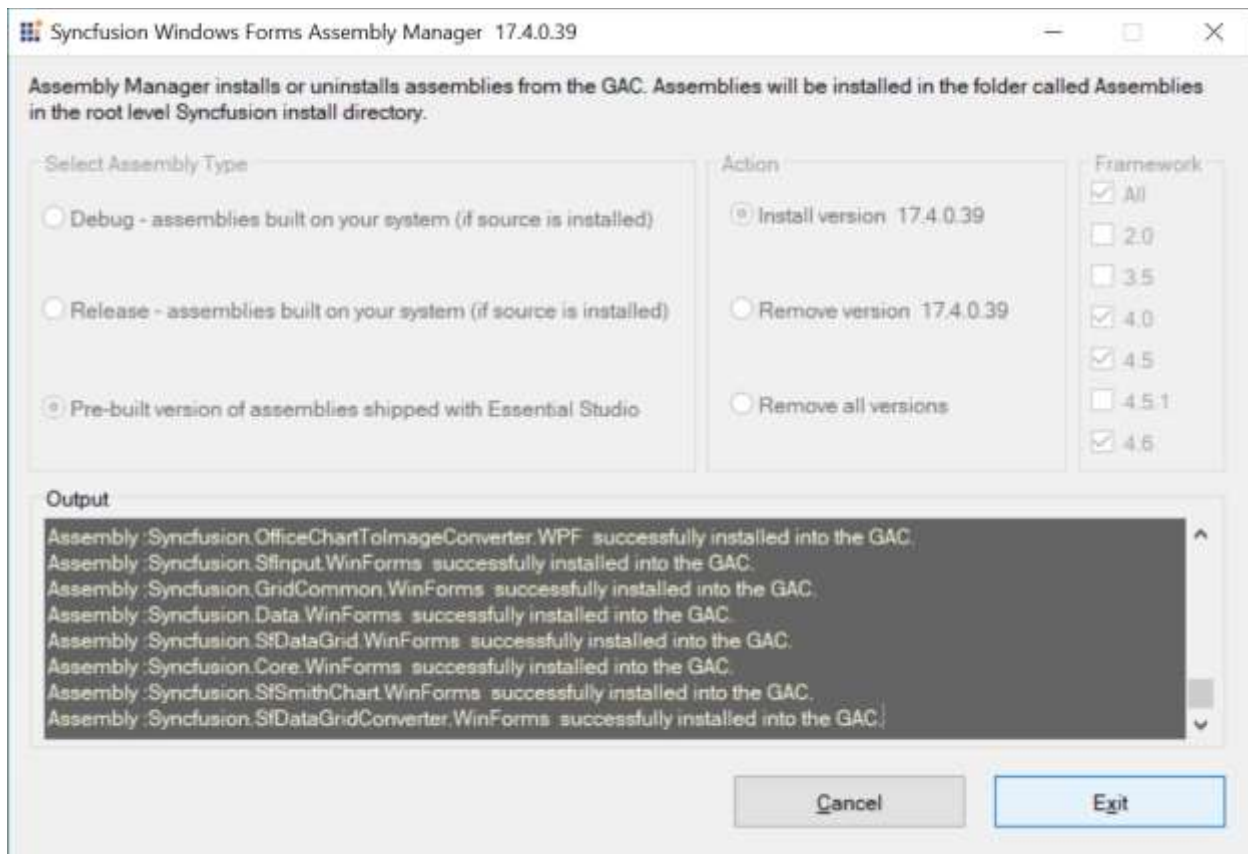 Syncfusion Windows Forms Assembly Manager 17.4.0.39
Assembly Manager installs or uninstalls assemblies from the GAC. Assemblies will be installed in the folder called Assemblies
in the root level Syncfusion install directory.
Select Assembly Type
Debug - assemblies built on your system (if source is installed)
Release - assemblies built on your system (if source is installed)
Pre-built version of assemblies shipped with Essential Studio
Action
Install version 17.4.0.39
Remove version 17.4.0.39
Remove all versions
Framework
All
2.0
3.5
4.0
4.5
4.5.1
4.6
Output
Assembly :Syncfusion.OfficeChartToImageConverter.WPF successfully installed into the GAC.
Assembly :Syncfusion.SfInput.WinForms successfully installed into the GAC.
Assembly :Syncfusion.GridCommon.WinForms successfully installed into the GAC.
Assembly :Syncfusion.Data.WinForms successfully installed into the GAC.
Assembly :Syncfusion.SfDataGrid.WinForms successfully installed into the GAC.
Assembly :Syncfusion.Core.WinForms successfully installed into the GAC.
Assembly :Syncfusion.SfSmithChart.WinForms successfully installed into the GAC.
Assembly :Syncfusion.SfDataGridConverter.WinForms successfully installed into the GAC.
Cancel
Exit